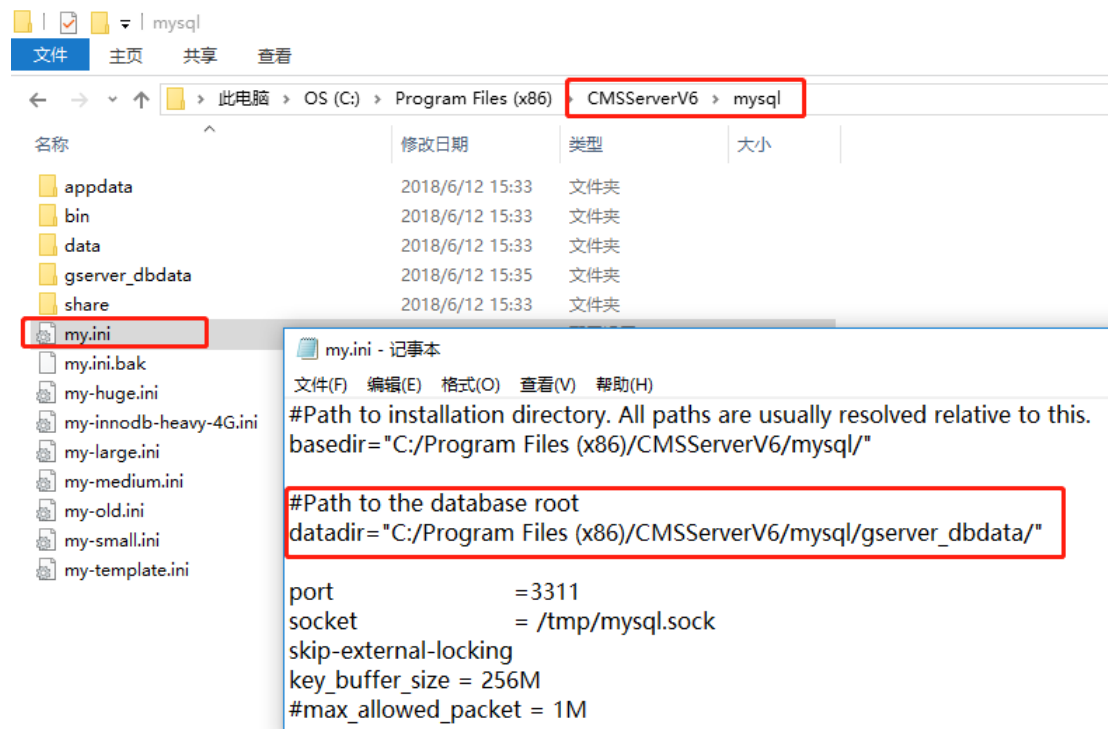 mysql
文件 主页 共享 查看
此电脑 › OS (C:) › Program Files (x86) › CMSServerV6 › mysql
名称 修改日期 类型 大小
appdata 2018/6/12 15:33 文件夹
bin 2018/6/12 15:33 文件夹
data 2018/6/12 15:33 文件夹
gserver_dbdata 2018/6/12 15:35 文件夹
share 2018/6/12 15:33 文件夹
my.ini
my.ini.bak
my-huge.ini
my-innodb-heavy-4G.ini
my-large.ini
my-medium.ini
my-old.ini
my-small.ini
my-template.ini
my.ini - 记事本
文件(F) 编辑(E) 格式(O) 查看(V) 帮助(H)
#Path to installation directory. All paths are usually resolved relative to this.
basedir="C:/Program Files (x86)/CMSServerV6/mysql/"
#Path to the database root
datadir="C:/Program Files (x86)/CMSServerV6/mysql/gserver_dbdata/"
port =3311
socket = /tmp/mysql.sock
skip-external-locking
key_buffer_size = 256M
#max_allowed_packet = 1M